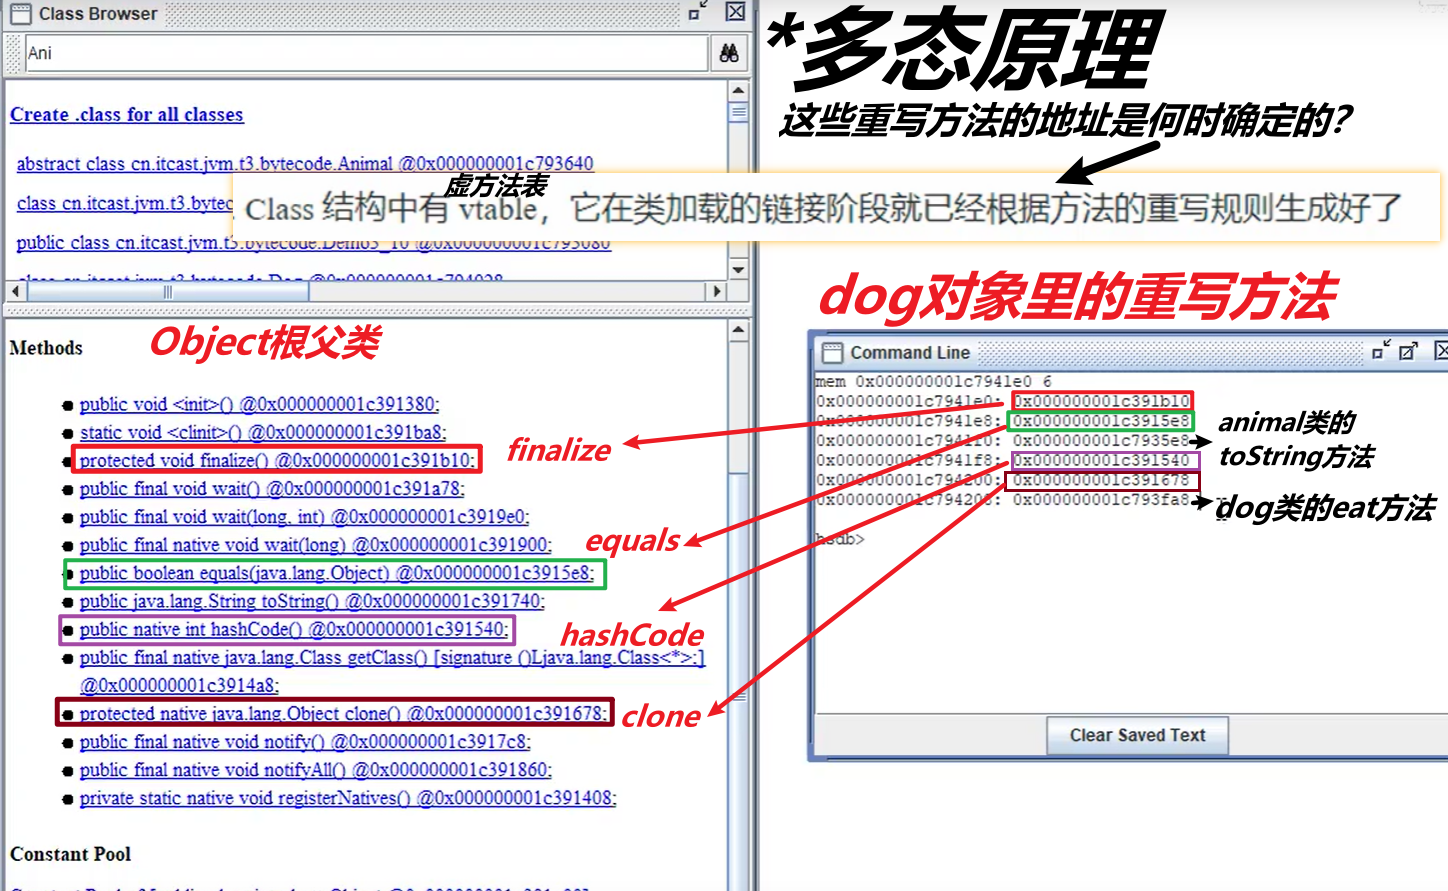 Class Browser
Ani
Create .class for all classes
abstract class cn.itcast.jvm.t3.bytecode.Animal @0x000000001c793640
class cn.itcast.jvm.t3.bytec
public class cn.itcast.jvm.t3.bytecode.Demo3_10 @0x000000001c793080
class cn.itcast.jvm.t3.bytecode.Dog @0x000000001c794028
*多态原理
这些重写方法的地址是何时确定的?
虚方法表
Class 结构中有 vtable，它在类加载的链接阶段就已经根据方法的重写规则生成好了
Methods
Object根父类
public void <init>() @0x000000001c391380;
static void <clinit>() @0x000000001c391ba8;
protected void finalize() @0x000000001c391b10;
public final void wait() @0x000000001c391a78;
public final void wait(long, int) @0x000000001c3919e0;
public final native void wait(long) @0x000000001c391900;
public boolean equals(java.lang.Object) @0x000000001c3915e8;
public java.lang.String toString() @0x000000001c391740;
public native int hashCode() @0x000000001c391540;
public final native java.lang.Class getClass() [signature ()Ljava.lang.Class<*>;]
@0x000000001c3914a8;
protected native java.lang.Object clone() @0x000000001c391678;
public final native void notify() @0x000000001c3917c8;
public final native void notifyAll() @0x000000001c391860;
private static native void registerNatives() @0x000000001c391408;
Constant Pool
finalize
equals
hashCode
clone
dog对象里的重写方法
Command Line
mem 0x000000001c7941e0 6
0x000000001c7941e0: 0x000000001c391b10
0x000000001c7941e8: 0x000000001c3915e8
0x000000001c7941f0: 0x000000001c7935e8
0x000000001c7941f8: 0x000000001c391540
0x000000001c794200: 0x000000001c391678
0x000000001c794208: 0x000000001c793fa8
hsdb>
animal类的
toString方法
dog类的eat方法
Clear Saved Text